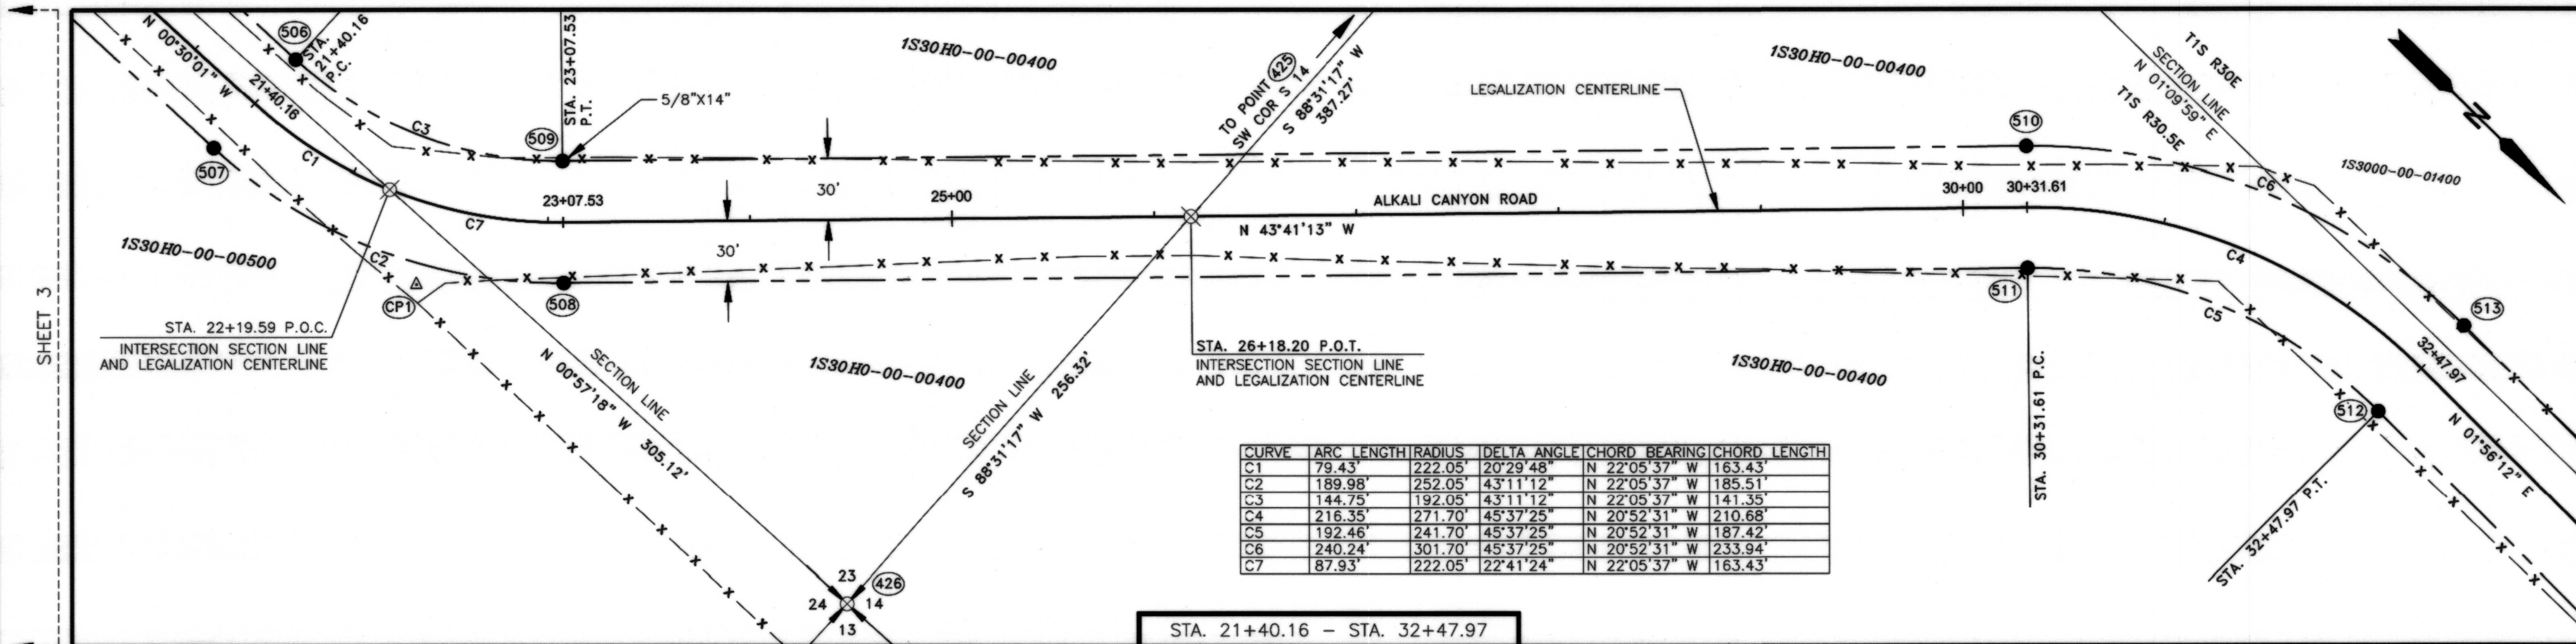 SHEET 3
506
STA.
21+40.16
P.C.
N 00°30'01" W
21+40.16
C1
C3
507
509
STA. 23+07.53
P.T.
5/8"X14"
23+07.53
C7
C2
CP1
508
1S30H0-00-00500
STA. 22+19.59 P.O.C.
INTERSECTION SECTION LINE
AND LEGALIZATION CENTERLINE
SECTION LINE
N 00°57'18" W 305.12'
30'
30'
25+00
1S30H0-00-00400
1S30H0-00-00400
TO POINT 425
SW COR S 14
S 88°31'17" W
387.27'
SECTION LINE
S 88°31'17" W 256.32'
23
426
24
14
13
N 43°41'13" W
STA. 26+18.20 P.O.T.
INTERSECTION SECTION LINE
AND LEGALIZATION CENTERLINE
LEGALIZATION CENTERLINE
ALKALI CANYON ROAD
1S30H0-00-00400
1S30H0-00-00400
30+00
30+31.61
510
511
STA. 30+31.61 P.C.
T1S R30E
SECTION LINE
N 01°09'59" E
T1S R30.5E
N
1S3000-00-01400
C6
C4
C5
513
512
32+47.97
N 01°56'12" E
STA. 32+47.97 P.T.
CURVE ARC LENGTH RADIUS DELTA ANGLE CHORD BEARING CHORD LENGTH
C1 79.43' 222.05' 20°29'48" N 22°05'37" W 163.43'
C2 189.98' 252.05' 43°11'12" N 22°05'37" W 185.51'
C3 144.75' 192.05' 43°11'12" N 22°05'37" W 141.35'
C4 216.35' 271.70' 45°37'25" N 20°52'31" W 210.68'
C5 192.46' 241.70' 45°37'25" N 20°52'31" W 187.42'
C6 240.24' 301.70' 45°37'25" N 20°52'31" W 233.94'
C7 87.93' 222.05' 22°41'24" N 22°05'37" W 163.43'
STA. 21+40.16 - STA. 32+47.97